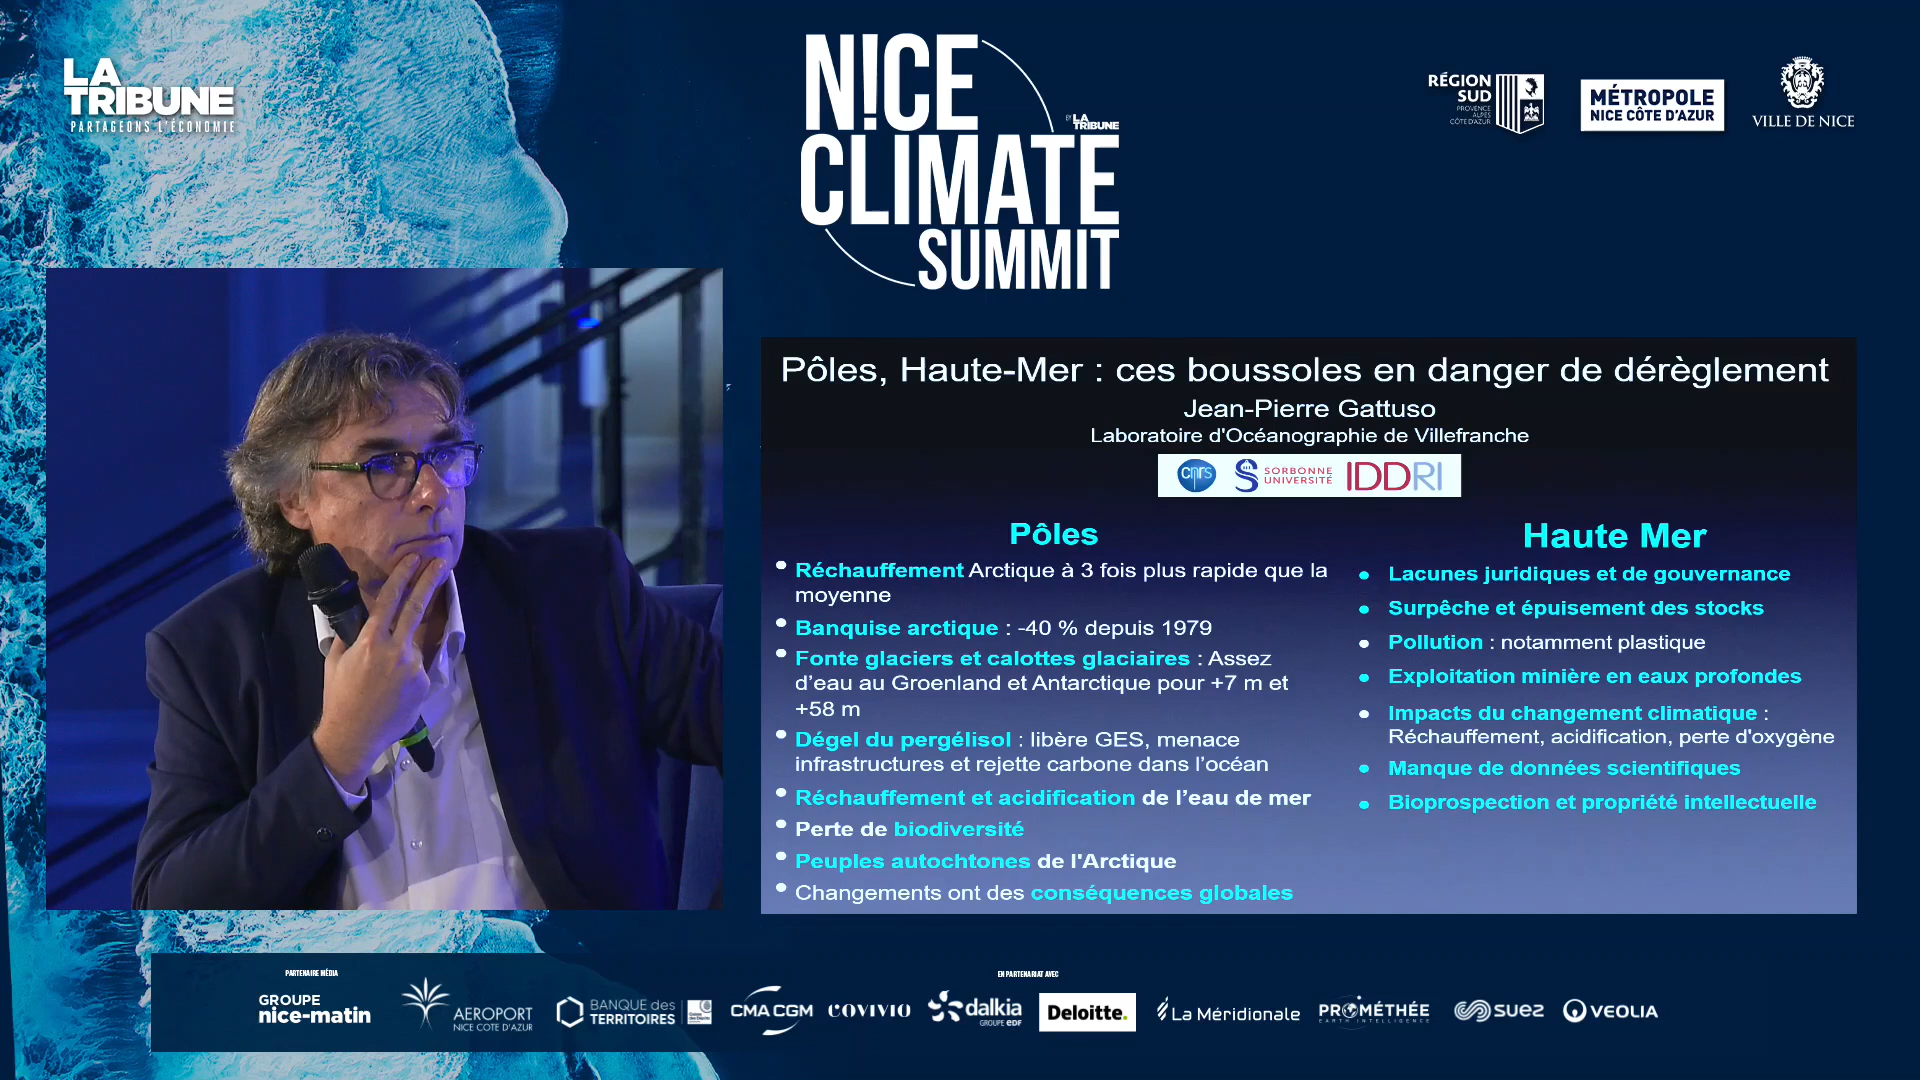 LA
TRIBUNE
PARTAGEONS L'ÉCONOMIE
N!CE
CLIMATE
SUMMIT
BY LA TRIBUNE
RÉGION
SUD
PROVENCE
ALPES
CÔTE D'AZUR
MÉTROPOLE
NICE CÔTE D'AZUR
VILLE DE NICE
Pôles, Haute-Mer : ces boussoles en danger de dérèglement
Jean-Pierre Gattuso
Laboratoire d'Océanographie de Villefranche
cnrs
SORBONNE
UNIVERSITÉ
IDDRI
Pôles
• Réchauffement Arctique à 3 fois plus rapide que la
moyenne
• Banquise arctique : -40 % depuis 1979
• Fonte glaciers et calottes glaciaires : Assez
d’eau au Groenland et Antarctique pour +7 m et
+58 m
• Dégel du pergélisol : libère GES, menace
infrastructures et rejette carbone dans l’océan
• Réchauffement et acidification de l’eau de mer
• Perte de biodiversité
• Peuples autochtones de l'Arctique
• Changements ont des conséquences globales
Haute Mer
• Lacunes juridiques et de gouvernance
• Surpêche et épuisement des stocks
• Pollution : notamment plastique
• Exploitation minière en eaux profondes
• Impacts du changement climatique :
Réchauffement, acidification, perte d'oxygène
• Manque de données scientifiques
• Bioprospection et propriété intellectuelle
PARTENAIRE MÉDIA
GROUPE
nice-matin
AEROPORT
NICE COTE D'AZUR
EN PARTENARIAT AVEC
BANQUE des
TERRITOIRES
CMA CGM
COVIVIO
dalkia
GROUPE EDF
Deloitte.
La Méridionale
PROMÉTHÉE
EARTH INTELLIGENCE
suez
VEOLIA